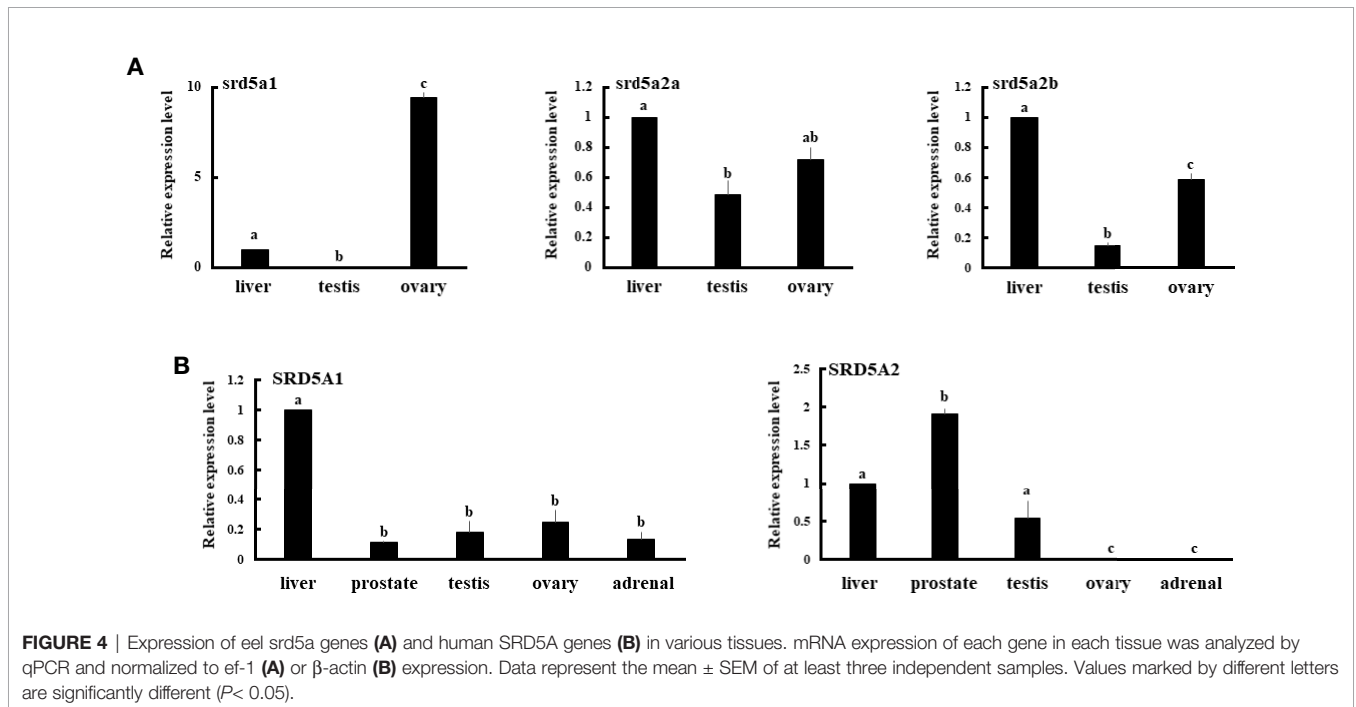 A
srd5a1
Relative expression level
10
5
0
a
b
c
liver testis ovary
srd5a2a
Relative expression level
1.2
1
0.8
0.6
0.4
0.2
0
a
b
ab
liver testis ovary
srd5a2b
Relative expression level
1.2
1
0.8
0.6
0.4
0.2
0
a
b
c
liver testis ovary
B
SRD5A1
Relative expression level
1.2
1
0.8
0.6
0.4
0.2
0
a
b
b
b
b
liver prostate testis ovary adrenal
SRD5A2
Relative expression level
2.5
2
1.5
1
0.5
0
a
b
a
c
c
liver prostate testis ovary adrenal
FIGURE 4 | Expression of eel srd5a genes (A) and human SRD5A genes (B) in various tissues. mRNA expression of each gene in each tissue was analyzed by
qPCR and normalized to ef-1 (A) or β-actin (B) expression. Data represent the mean ± SEM of at least three independent samples. Values marked by different letters
are significantly different (P< 0.05).